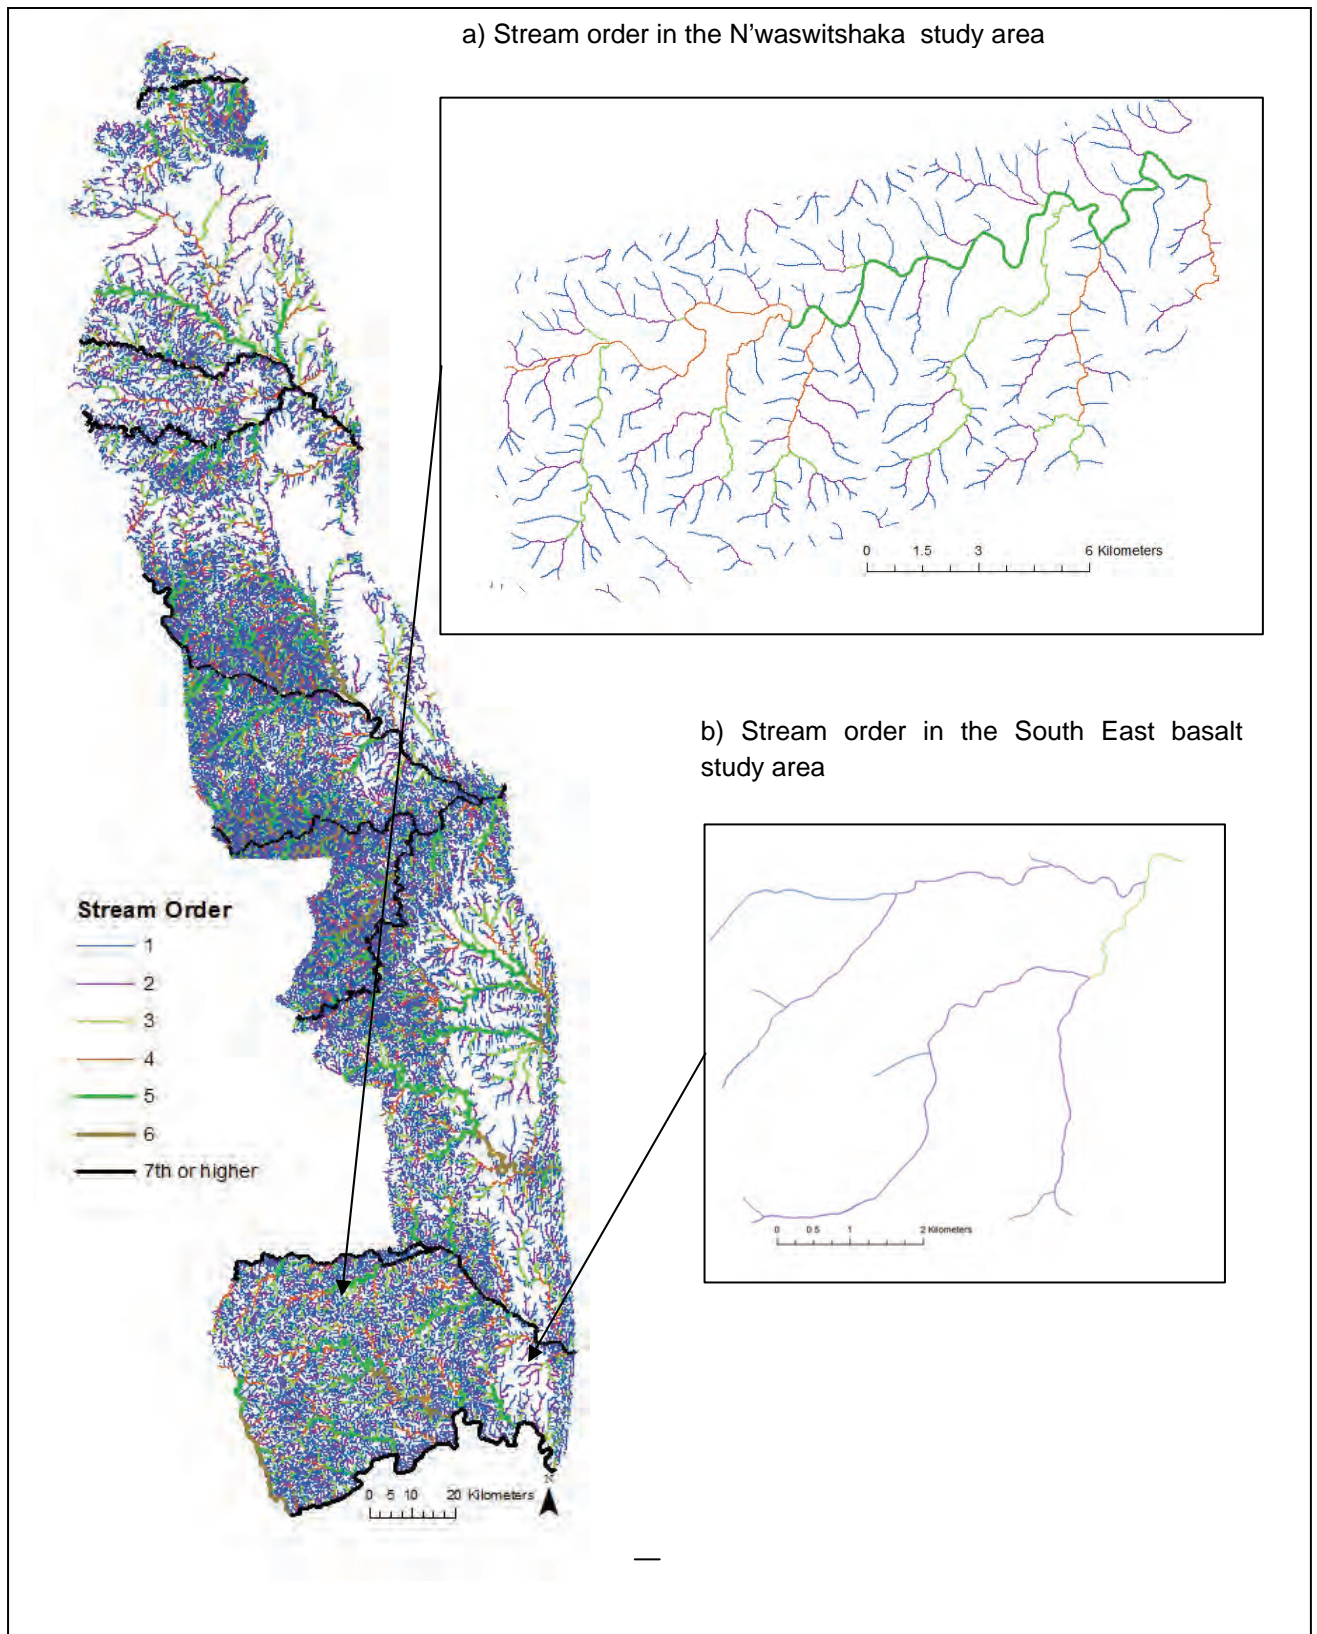 a) Stream order in the N'waswitshaka study area
0 1.5 3 6 Kilometers
b) Stream order in the South East basalt
study area
Stream Order
1
2
3
4
5
6
7th or higher
0 0.5 1 2 Kilometers
N
0 5 10 20 Kilometers